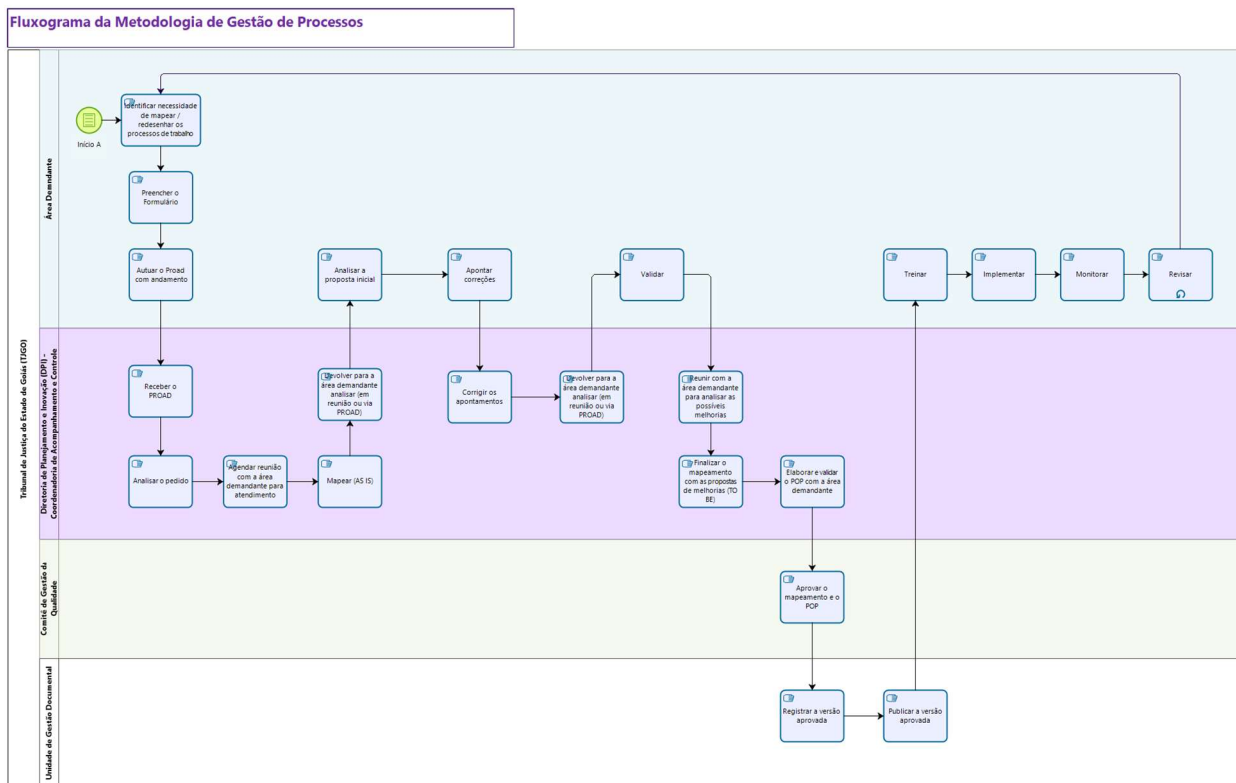 Fluxograma da Metodologia de Gestão de Processos
Tribunal de Justiça do Estado de Goiás (TJGO)
Área Demndante
Início A
Identificar necessidade
de mapear /
redesenhar os
processos de trabalho
Preencher o
Formulário
Autuar o Proad
com andamento
Analisar a
proposta inicial
Apontar
correções
Validar
Treinar
Implementar
Monitorar
Revisar
Diretoria de Planejamento e Inovação (DPI) -
Coordenadoria de Acompanhamento e Controle
Receber o
PROAD
Devolver para a
área demandante
analisar (em
reunião ou via
PROAD)
Corrigir os
apontamentos
Devolver para a
área demandante
analisar (em
reunião ou via
PROAD)
Reunir com a
área demandante
para analisar as
possíveis
melhorias
Analisar o pedido
Agendar reunião
com a área
demandante para
atendimento
Mapear (AS IS)
Finalizar o
mapeamento
com as propostas
de melhorias (TO
BE)
Elaborar e validar
o POP com a área
demandante
Comitê de Gestão da
Qualidade
Aprovar o
mapeamento e o
POP
Unidade de Gestão Documental
Registrar a versão
aprovada
Publicar a versão
aprovada